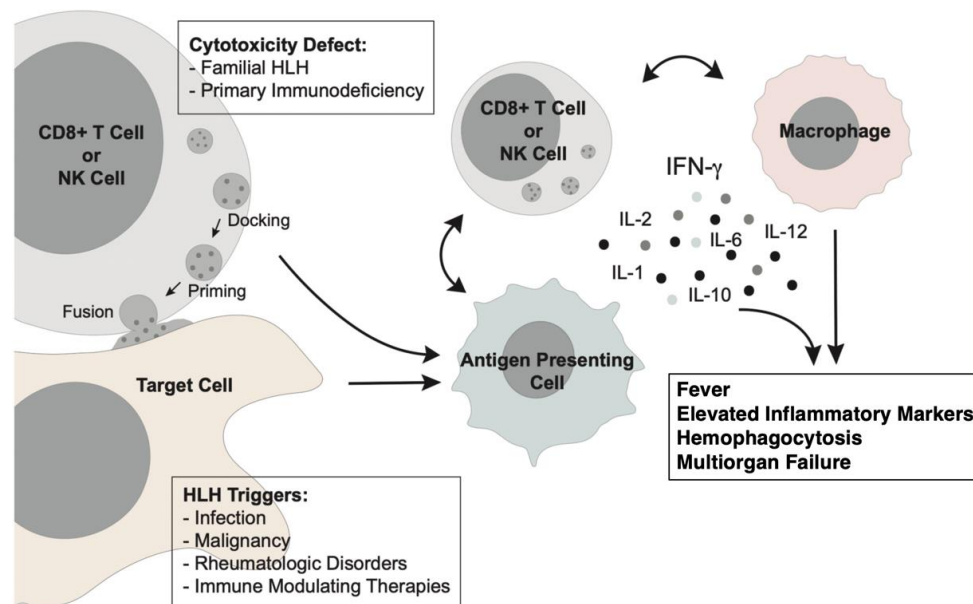 Cytotoxicity Defect:
- Familial HLH
- Primary Immunodeficiency
CD8+ T Cell
or
NK Cell
Docking
Priming
Fusion
Target Cell
HLH Triggers:
- Infection
- Malignancy
- Rheumatologic Disorders
- Immune Modulating Therapies
CD8+ T Cell
or
NK Cell
Antigen Presenting
Cell
Macrophage
IFN-γ
IL-2
IL-6
IL-12
IL-1
IL-10
Fever
Elevated Inflammatory Markers
Hemophagocytosis
Multiorgan Failure